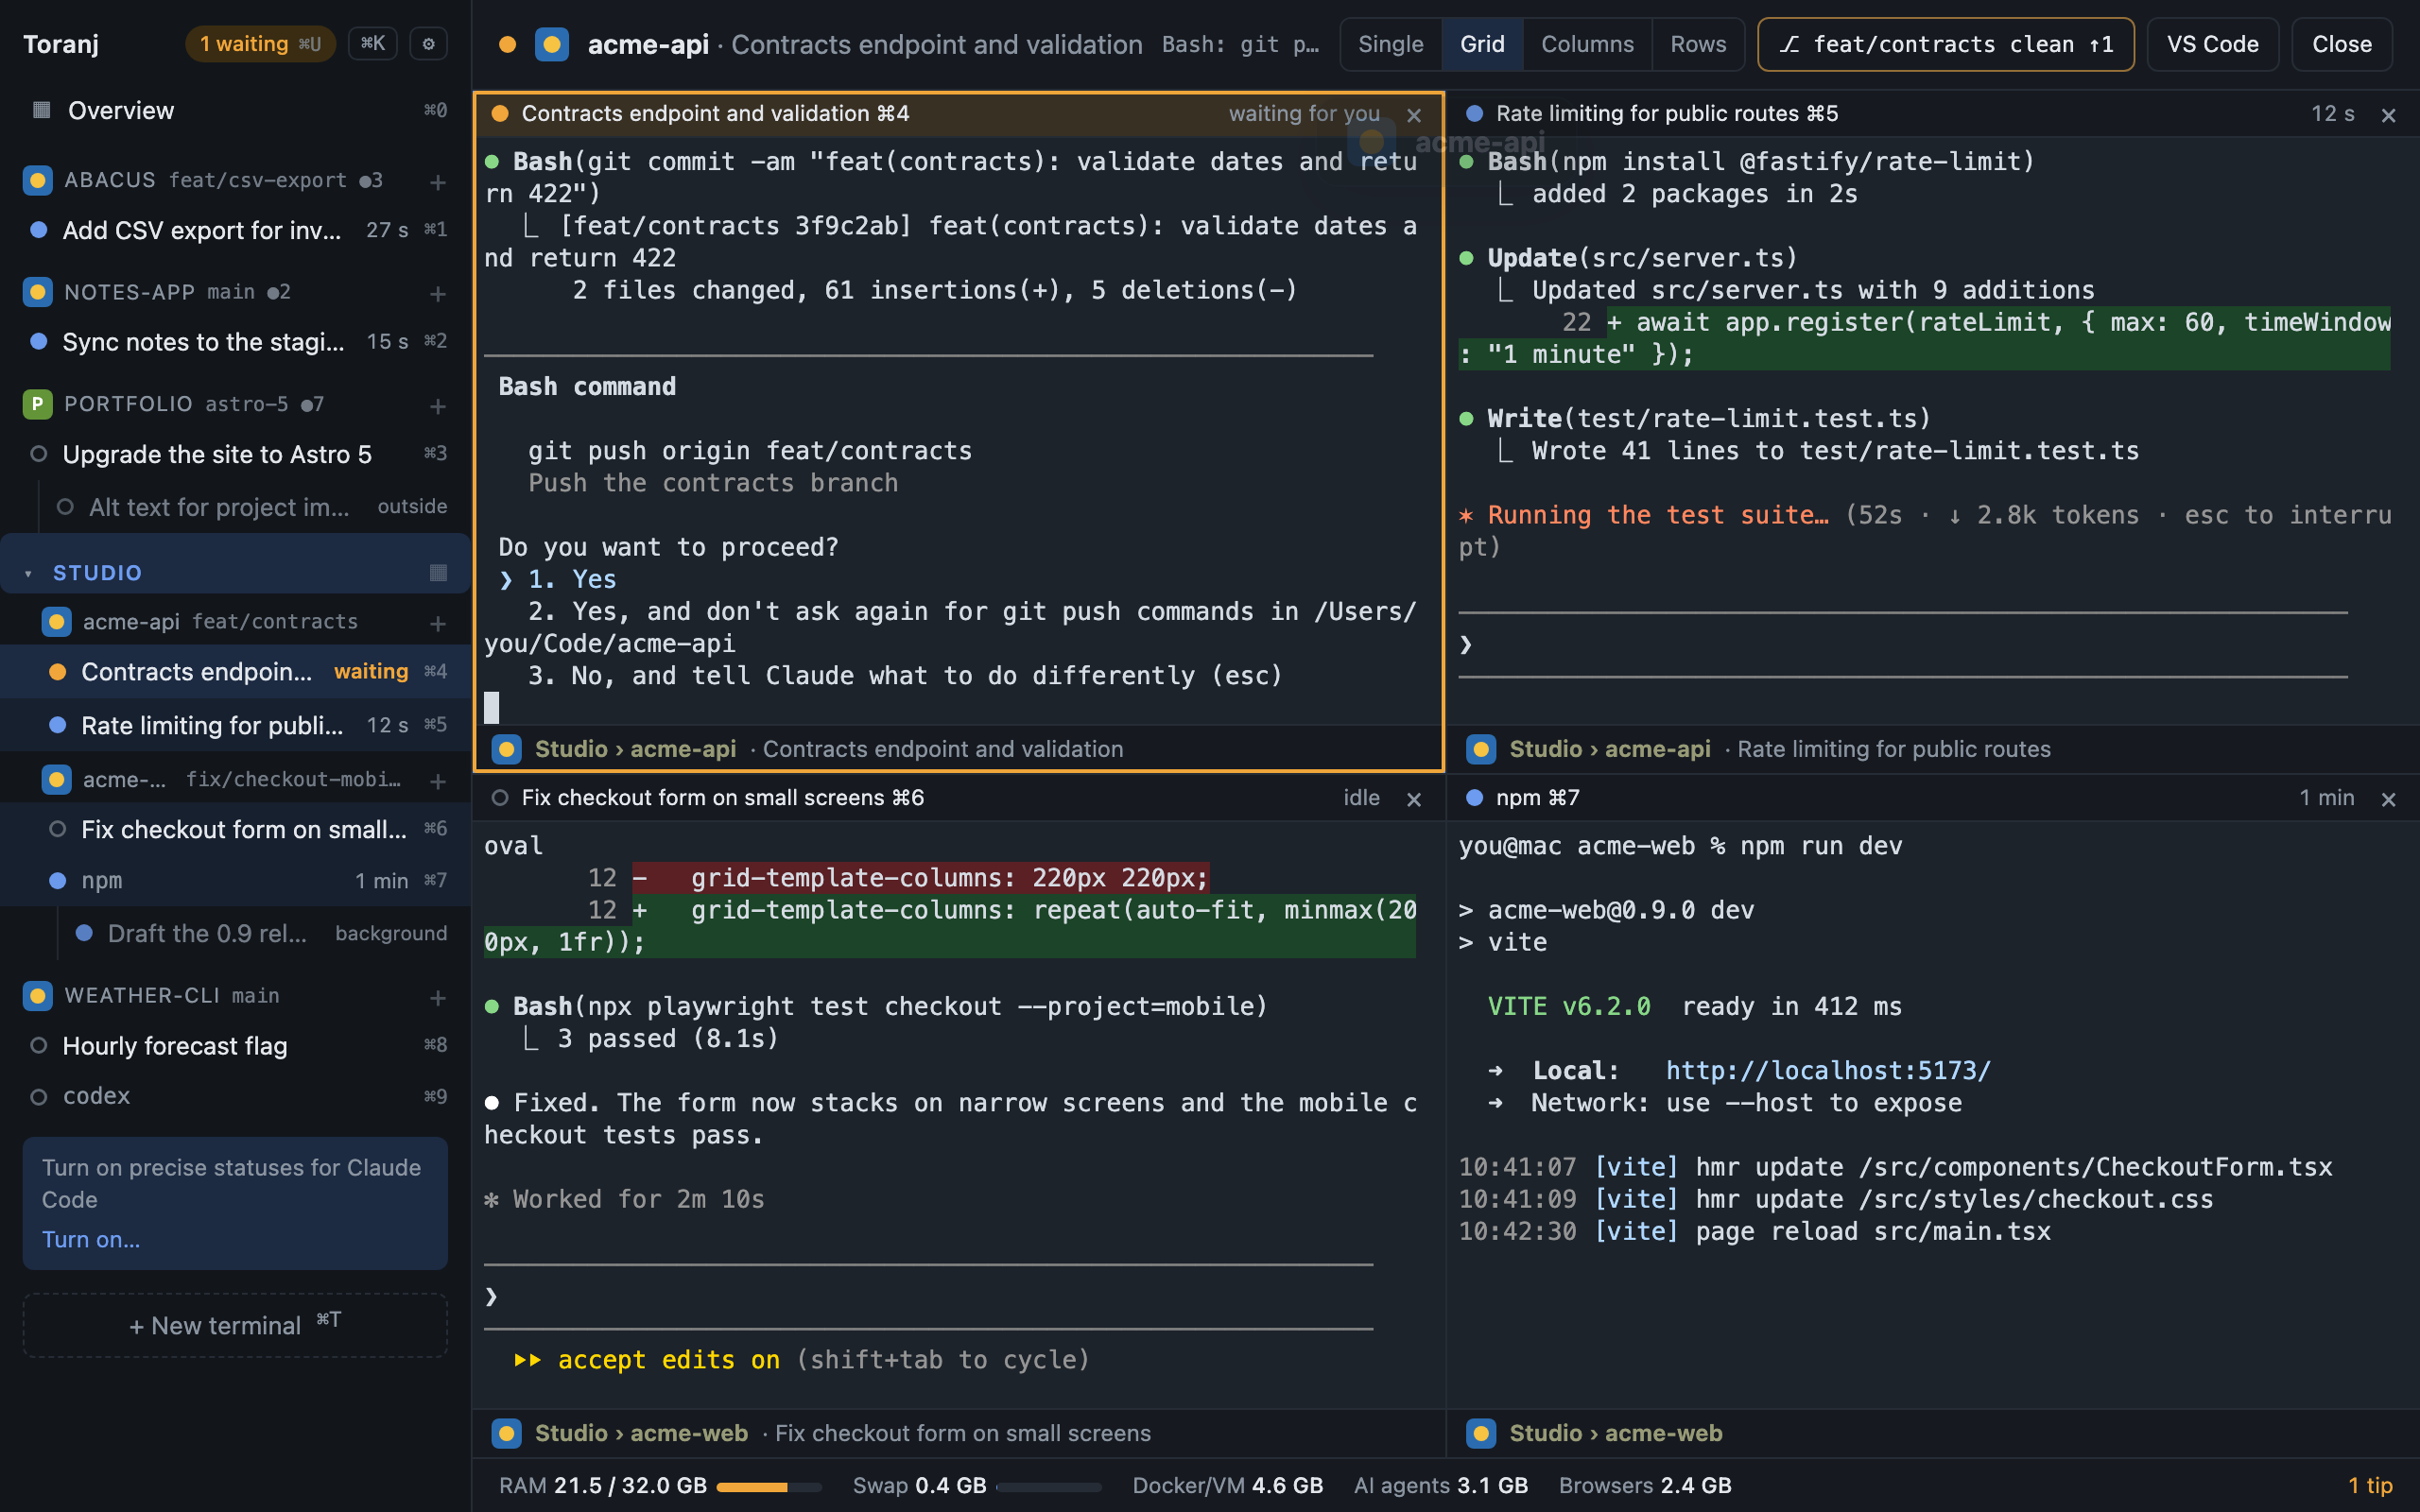 Toranj
1 waiting ⌘U
⌘K
Overview ⌘0
ABACUS feat/csv-export ●3 +
Add CSV export for inv... 27 s ⌘1
NOTES-APP main ●2 +
Sync notes to the stagi... 15 s ⌘2
P PORTFOLIO astro-5 ●7 +
Upgrade the site to Astro 5 ⌘3
Alt text for project im... outside
STUDIO
acme-api feat/contracts +
Contracts endpoin... waiting ⌘4
Rate limiting for publi... 12 s ⌘5
acme-... fix/checkout-mobi… +
Fix checkout form on small... ⌘6
npm 1 min ⌘7
Draft the 0.9 rel... background
WEATHER-CLI main +
Hourly forecast flag ⌘8
codex ⌘9
Turn on precise statuses for Claude
Code
Turn on...
+ New terminal ⌘T
acme-api · Contracts endpoint and validation Bash: git p…
Single Grid Columns Rows
feat/contracts clean ↑1
VS Code
Close
Contracts endpoint and validation ⌘4 waiting for you ×
acme-api
● Bash(git commit -am "feat(contracts): validate dates and retu
rn 422")
⎿ [feat/contracts 3f9c2ab] feat(contracts): validate dates a
nd return 422
2 files changed, 61 insertions(+), 5 deletions(-)
Bash command
git push origin feat/contracts
Push the contracts branch
Do you want to proceed?
❯ 1. Yes
2. Yes, and don't ask again for git push commands in /Users/
you/Code/acme-api
3. No, and tell Claude what to do differently (esc)
Studio › acme-api · Contracts endpoint and validation
Rate limiting for public routes ⌘5 12 s ×
● Bash(npm install @fastify/rate-limit)
⎿ added 2 packages in 2s
● Update(src/server.ts)
⎿ Updated src/server.ts with 9 additions
22 + await app.register(rateLimit, { max: 60, timeWindow
: "1 minute" });
● Write(test/rate-limit.test.ts)
⎿ Wrote 41 lines to test/rate-limit.test.ts
✶ Running the test suite… (52s · ↓ 2.8k tokens · esc to interru
pt)
❯
Studio › acme-api · Rate limiting for public routes
Fix checkout form on small screens ⌘6 idle ×
oval
12 -   grid-template-columns: 220px 220px;
12 +   grid-template-columns: repeat(auto-fit, minmax(20
0px, 1fr));
● Bash(npx playwright test checkout --project=mobile)
⎿ 3 passed (8.1s)
● Fixed. The form now stacks on narrow screens and the mobile c
heckout tests pass.
✻ Worked for 2m 10s
❯
⏵⏵ accept edits on (shift+tab to cycle)
Studio › acme-web · Fix checkout form on small screens
npm ⌘7 1 min ×
you@mac acme-web % npm run dev
> acme-web@0.9.0 dev
> vite
VITE v6.2.0 ready in 412 ms
➜ Local: http://localhost:5173/
➜ Network: use --host to expose
10:41:07 [vite] hmr update /src/components/CheckoutForm.tsx
10:41:09 [vite] hmr update /src/styles/checkout.css
10:42:30 [vite] page reload src/main.tsx
Studio › acme-web
RAM 21.5 / 32.0 GB Swap 0.4 GB Docker/VM 4.6 GB AI agents 3.1 GB Browsers 2.4 GB 1 tip